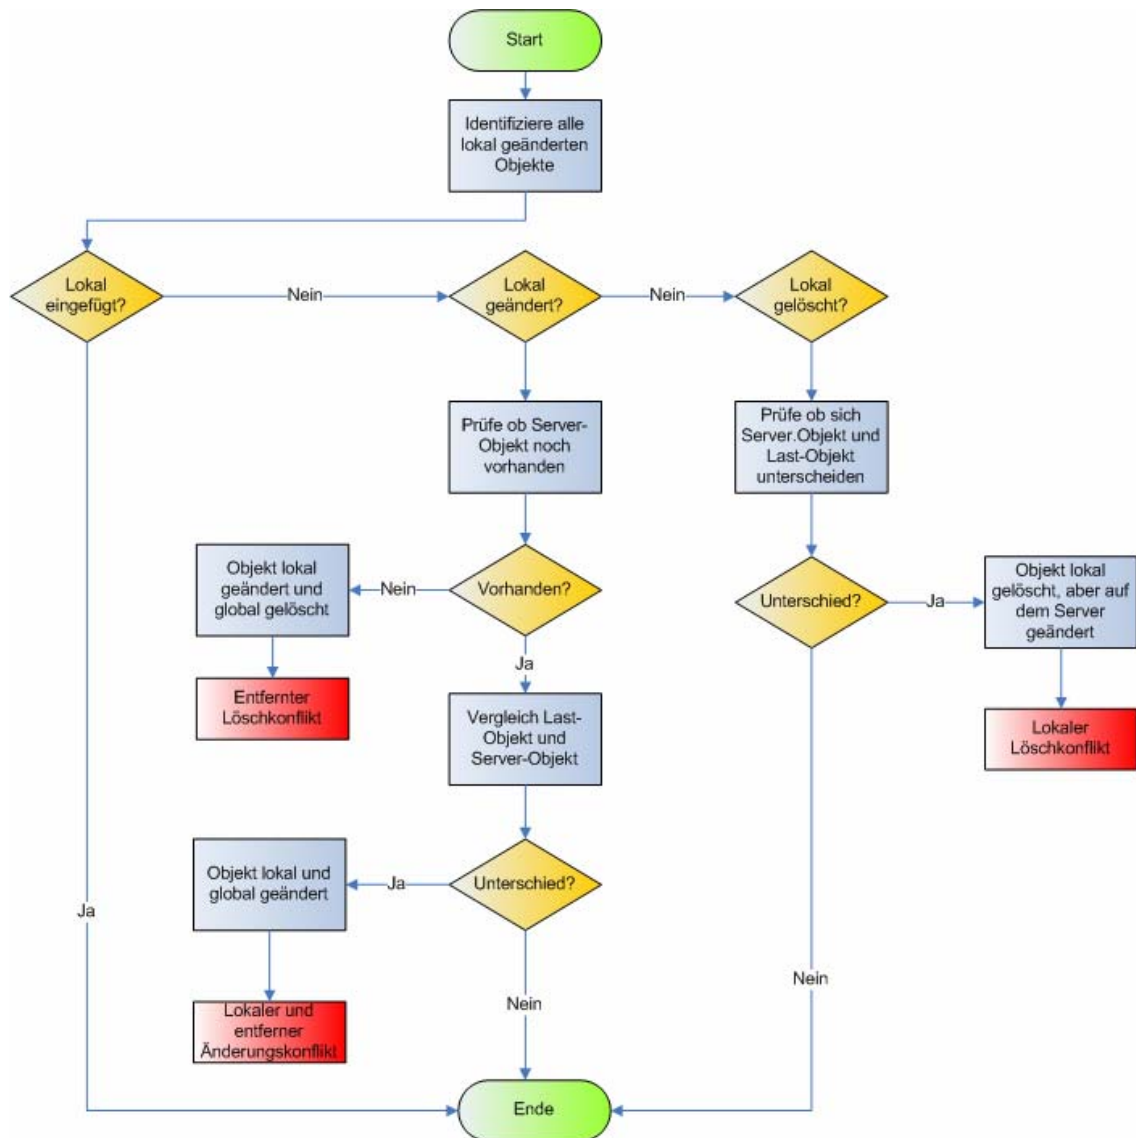 Start
Identifiziere alle
lokal geänderten
Objekte
Lokal
eingefügt?
Nein
Lokal
geändert?
Nein
Lokal
gelöscht?
Prüfe ob Server-
Objekt noch
vorhanden
Prüfe ob sich
Server.Objekt und
Last-Objekt
unterscheiden
Objekt lokal
geändert und
global gelöscht
Nein
Vorhanden?
Unterschied?
Ja
Objekt lokal
gelöscht, aber auf
dem Server
geändert
Ja
Entfernter
Löschkonflikt
Vergleich Last-
Objekt und
Server-Objekt
Lokaler
Löschkonflikt
Objekt lokal und
global geändert
Ja
Unterschied?
Ja
Nein
Nein
Lokaler und
entferner
Änderungskonflikt
Ende